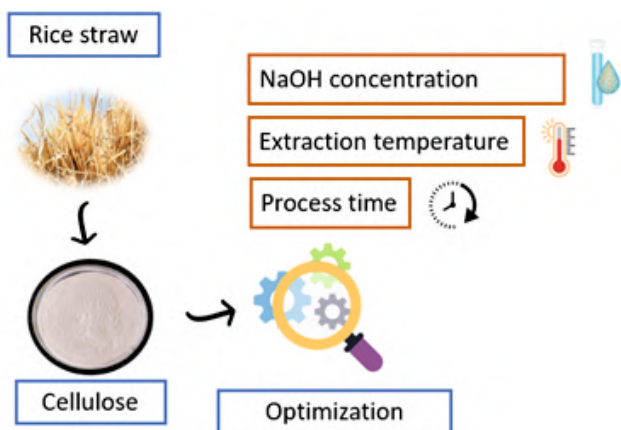 Rice straw
NaOH concentration
Extraction temperature
Process time
Cellulose
Optimization